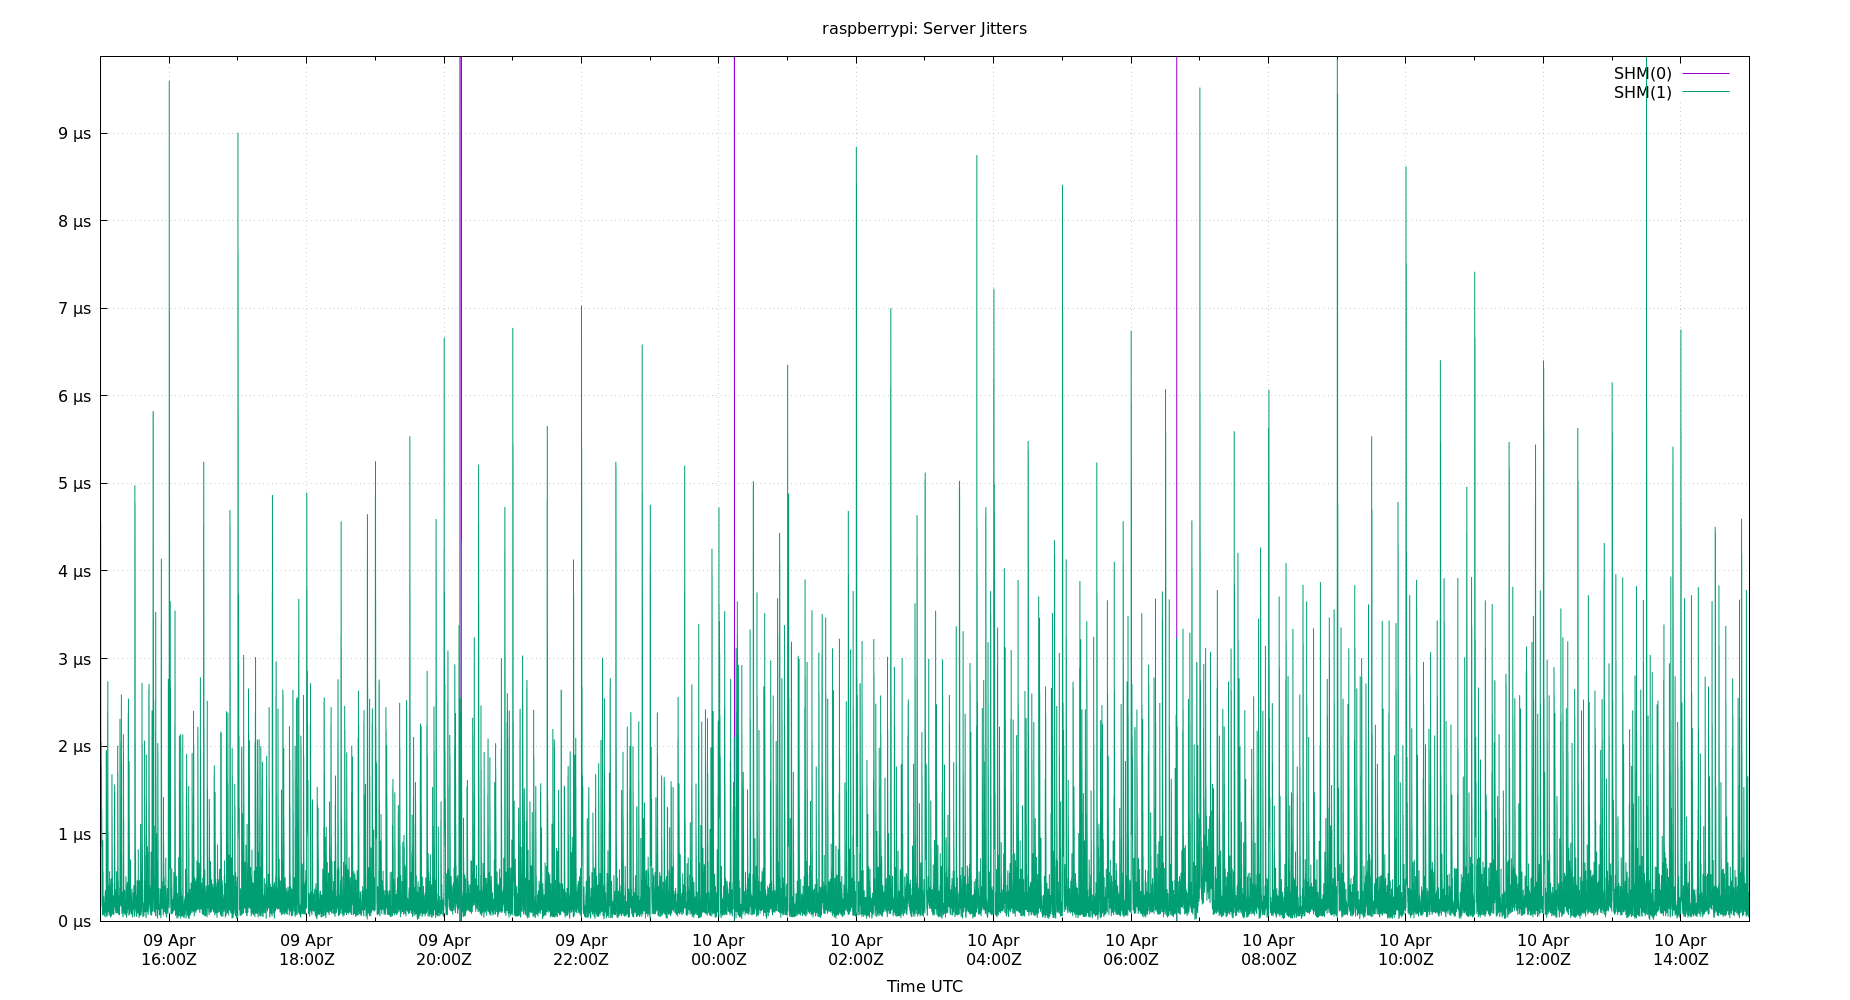 raspberrypi: Server Jitters
SHM(0)
SHM(1)
9 µs
8 µs
7 µs
6 µs
5 µs
4 µs
3 µs
2 µs
1 µs
0 µs
09 Apr 09 Apr 09 Apr 09 Apr 10 Apr 10 Apr 10 Apr 10 Apr 10 Apr 10 Apr 10 Apr 10 Apr
16:00Z 18:00Z 20:00Z 22:00Z 00:00Z 02:00Z 04:00Z 06:00Z 08:00Z 10:00Z 12:00Z 14:00Z
Time UTC